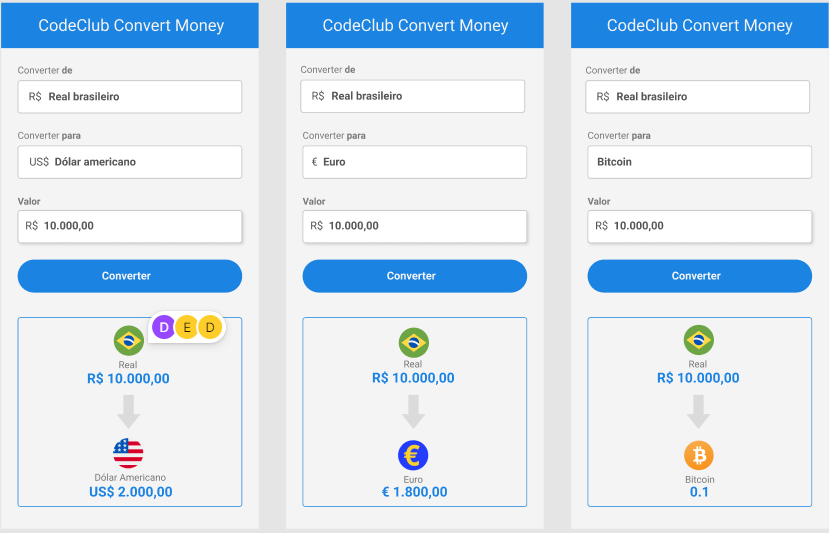 CodeClub Convert Money
Converter de
R$ Real brasileiro
Converter para
US$ Dólar americano
Valor
R$ 10.000,00
Converter
D E D
Real
R$ 10.000,00
Dólar Americano
US$ 2.000,00
CodeClub Convert Money
Converter de
R$ Real brasileiro
Converter para
€ Euro
Valor
R$ 10.000,00
Converter
Real
R$ 10.000,00
€
Euro
€ 1.800,00
CodeClub Convert Money
Converter de
R$ Real brasileiro
Converter para
Bitcoin
Valor
R$ 10.000,00
Converter
Real
R$ 10.000,00
₿
Bitcoin
0.1